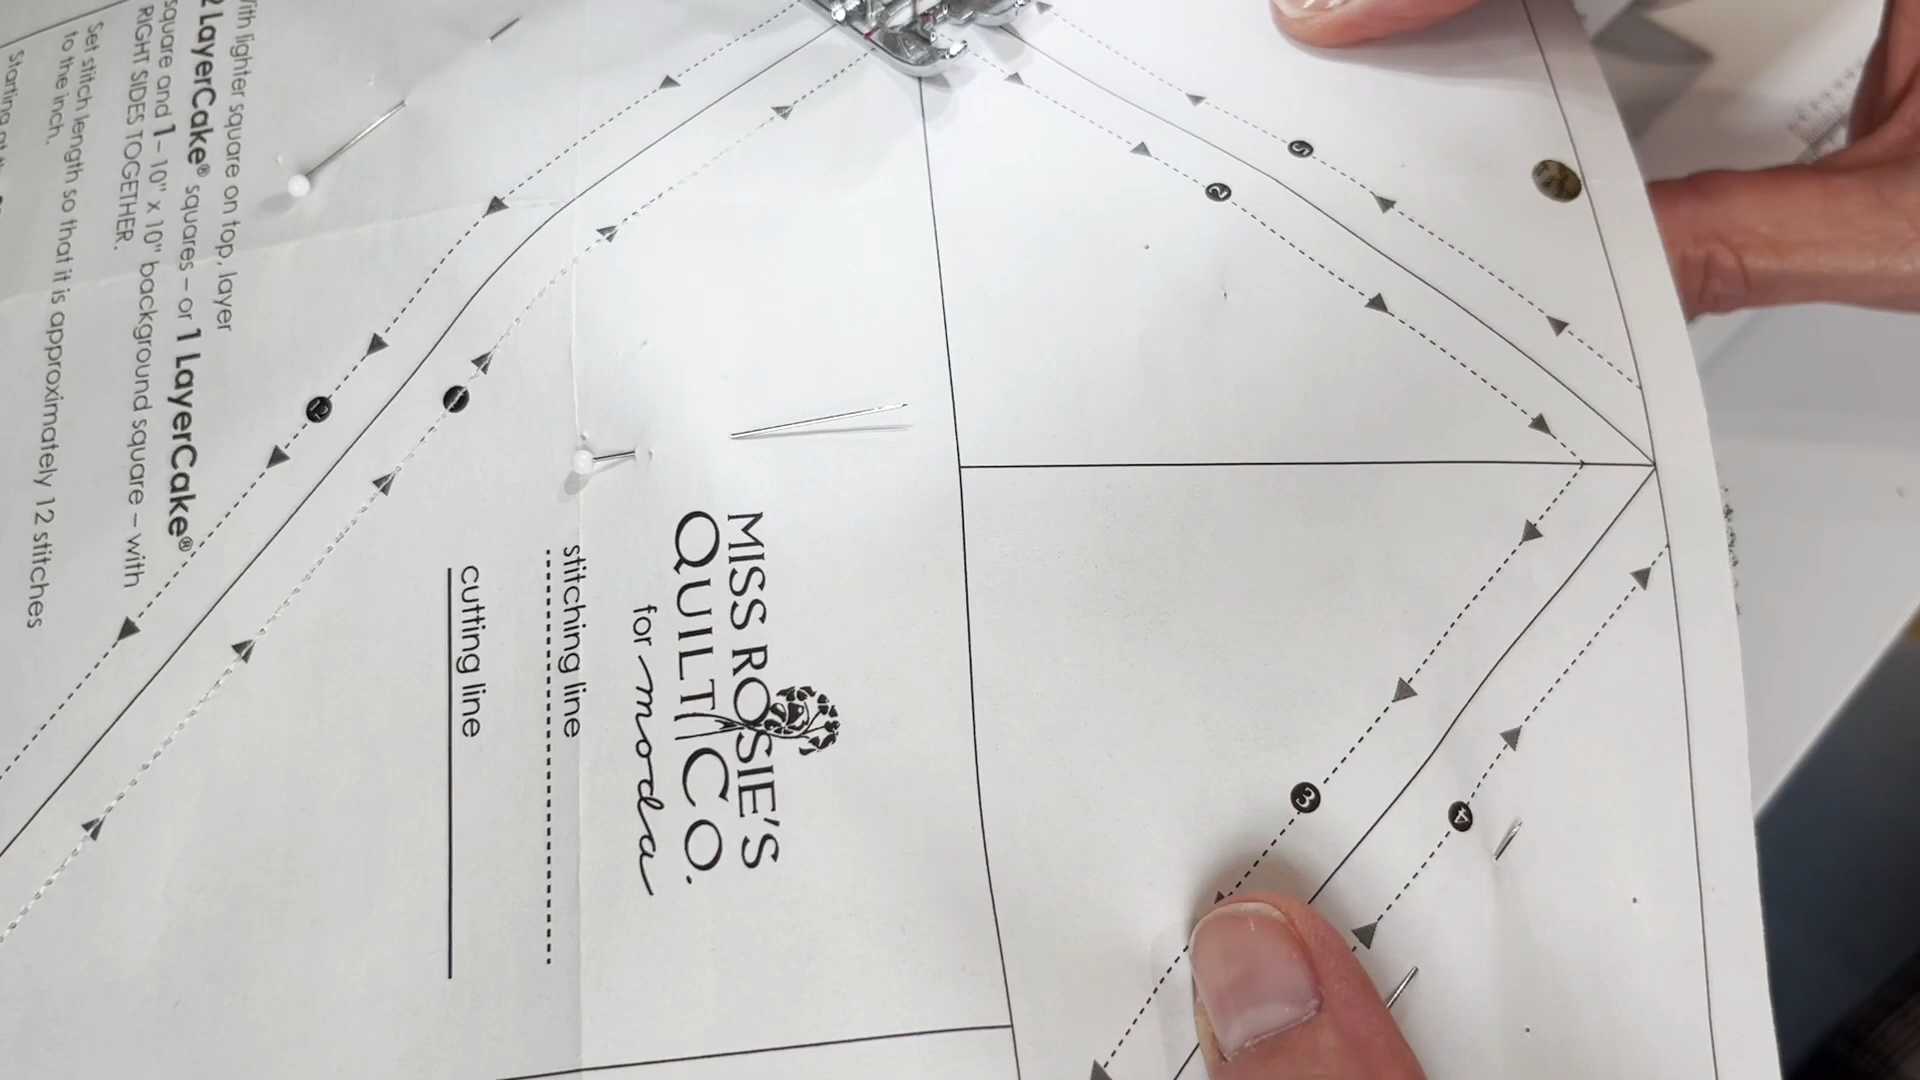 With lighter square on top, layer
2 LayerCake® squares – or 1 LayerCake®
square and 1 – 10" x 10" background square – with
RIGHT SIDES TOGETHER.
Set stitch length so that it is approximately 12 stitches
to the inch.
Starting at
MISS ROSIE'S
QUILT CO.
for moda
stitching line
cutting line
12
1
2
5
3
4